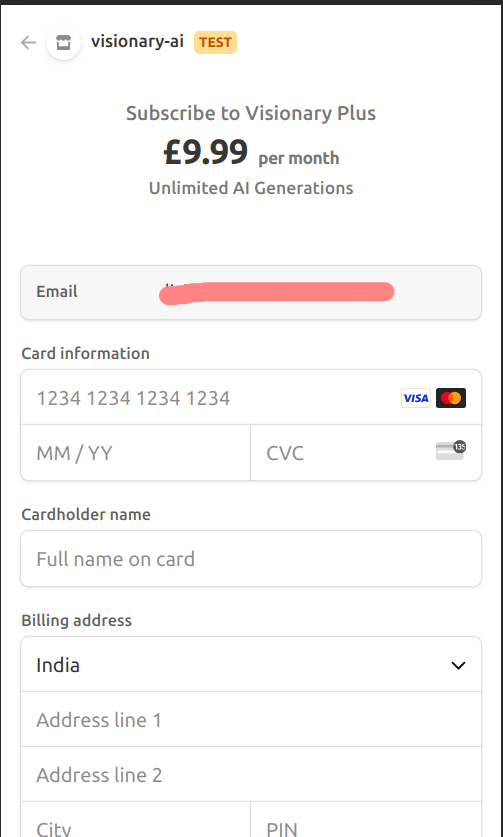 visionary-ai TEST
Subscribe to Visionary Plus
£9.99 per month
Unlimited AI Generations
Email
Card information
1234 1234 1234 1234 VISA
MM / YY CVC 135
Cardholder name
Full name on card
Billing address
India
Address line 1
Address line 2
City PIN